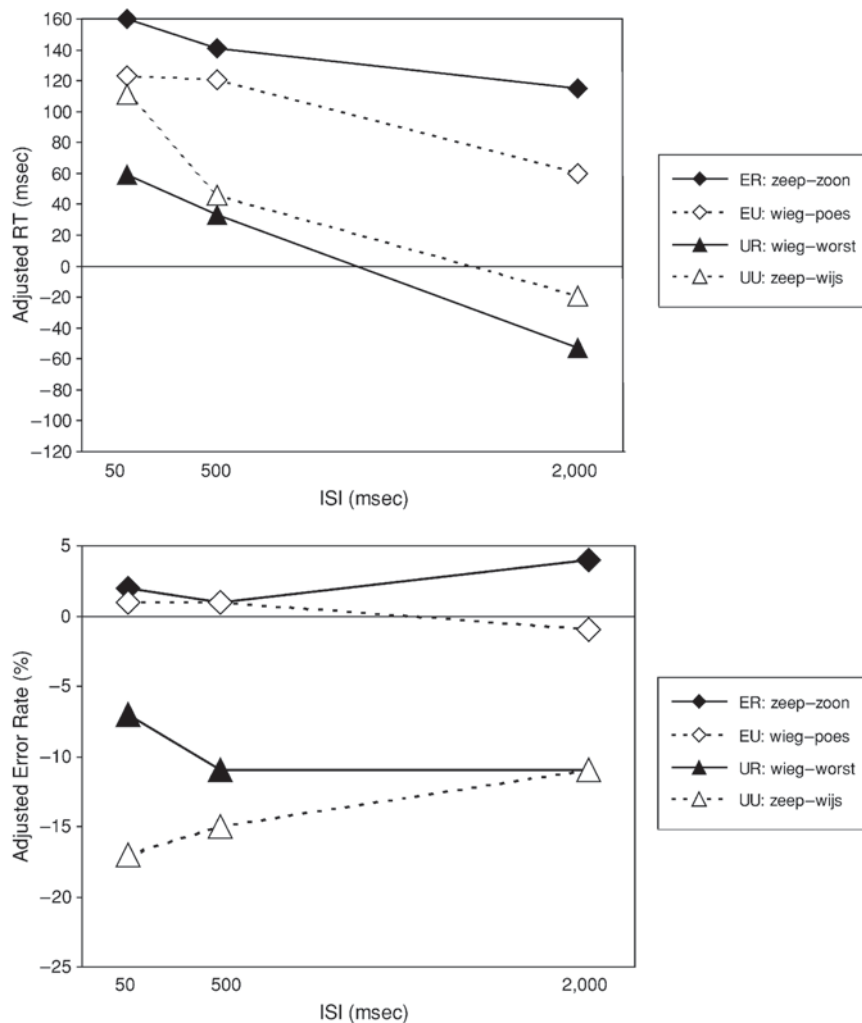 160
140
120
100
80
60
40
20
0
−20
−40
−60
−80
−100
−120
Adjusted RT (msec)
50 500 2,000
ISI (msec)
ER: zeep–zoon
EU: wieg–poes
UR: wieg–worst
UU: zeep–wijs
5
0
−5
−10
−15
−20
−25
Adjusted Error Rate (%)
50 500 2,000
ISI (msec)
ER: zeep–zoon
EU: wieg–poes
UR: wieg–worst
UU: zeep–wijs